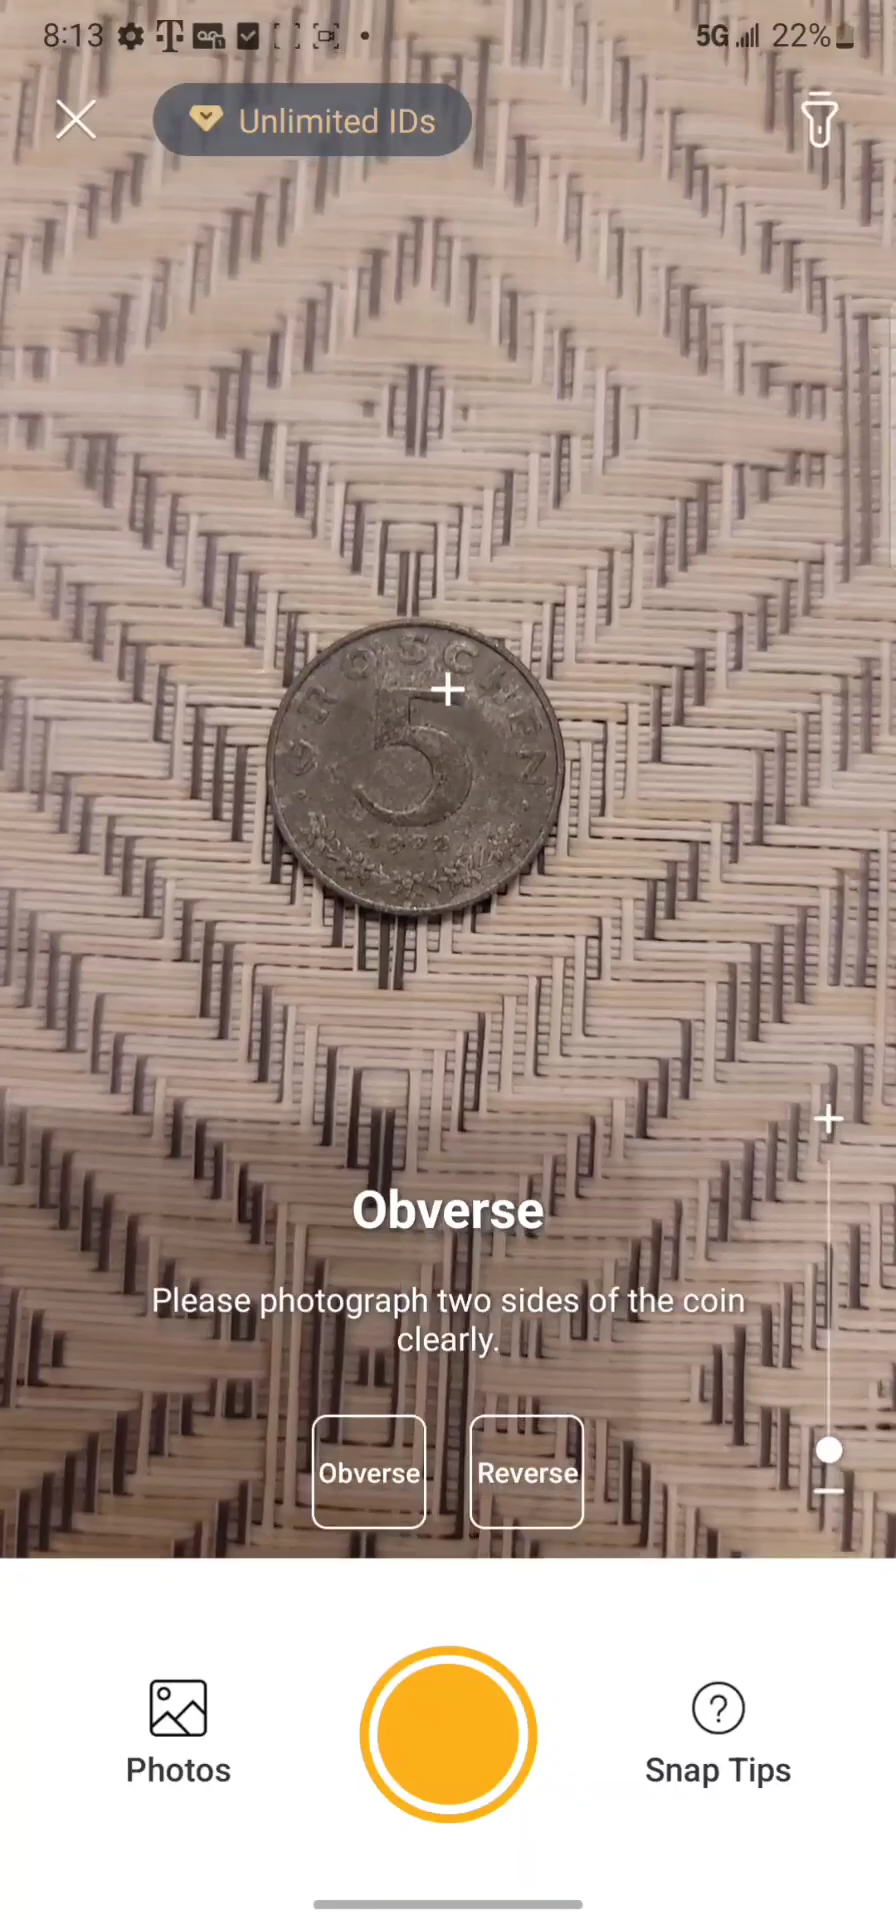 8:13
5G 22%
Unlimited IDs
GROSCHEN
5
Obverse
Please photograph two sides of the coin
clearly.
Obverse Reverse
Photos
Snap Tips